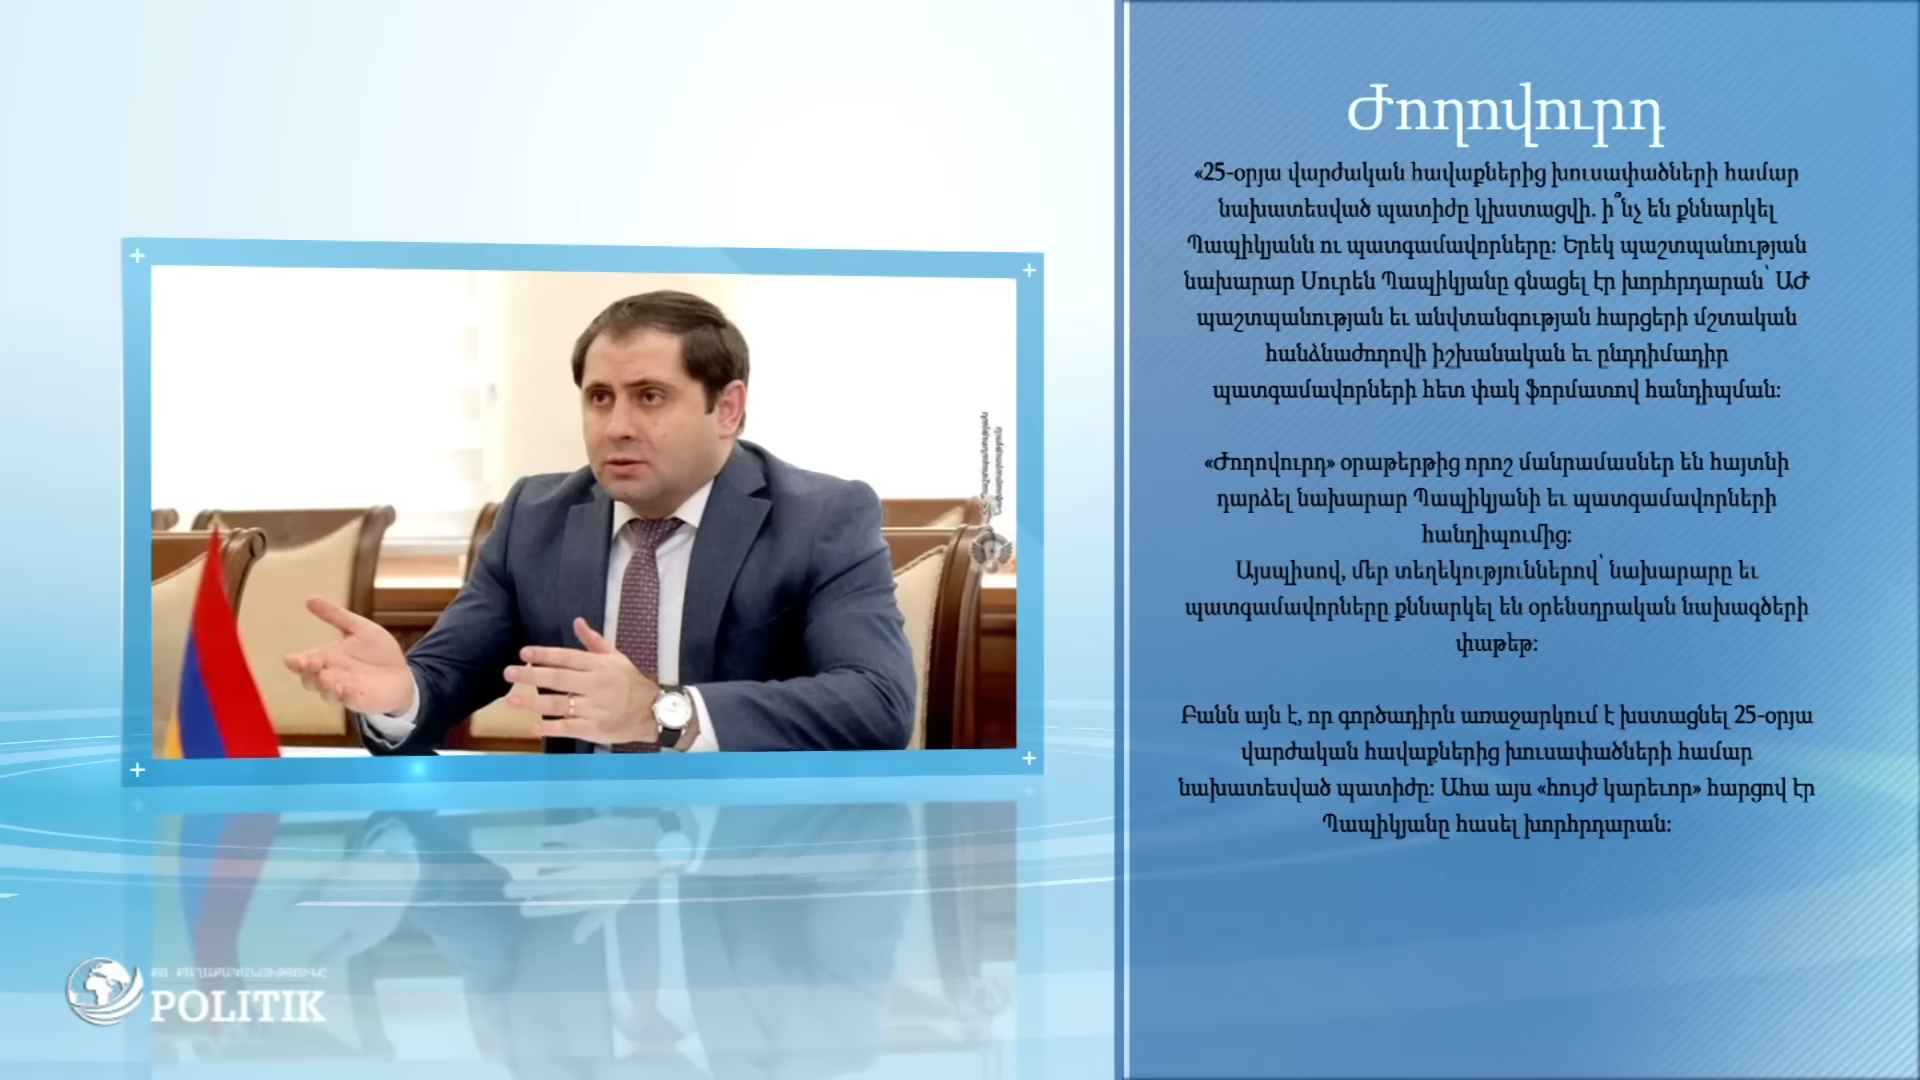 Ժողովուրդ
«25-օրյա վարժական հավաքներից խուսափածների համար
նախատեսված պատիժը կխստացվի. ի՞նչ են քննարկել
Պապիկյանն ու պատգամավորները: Երեկ պաշտպանության
նախարար Սուրեն Պապիկյանը գնացել էր խորհրդարան՝ ԱԺ
պաշտպանության եւ անվտանգության հարցերի մշտական
հանձնաժողովի իշխանական եւ ընդդիմադիր
պատգամավորների հետ փակ ֆորմատով հանդիպման:
«Ժողովուրդ» օրաթերթից որոշ մանրամասներ են հայտնի
դարձել նախարար Պապիկյանի եւ պատգամավորների
հանդիպումից:
Այսպիսով, մեր տեղեկություններով՝ նախարարը եւ
պատգամավորները քննարկել են օրենսդրական նախագծերի
փաթեթ:
Բանն այն է, որ գործադիրն առաջարկում է խստացնել 25-օրյա
վարժական հավաքներից խուսափածների համար
նախատեսված պատիժը: Ահա այս «հույժ կարեւոր» հարցով էր
Պապիկյանը հասել խորհրդարան:
Պաշտպանության
Նախարարություն
ՔՈ ՔԱՂԱՔԱԿԱՆՈՒԹՅՈՒՆԸ
POLITIK